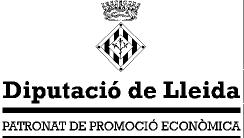 Diputació de Lleida
PATRONAT DE PROMOCIÓ ECONÒMICA